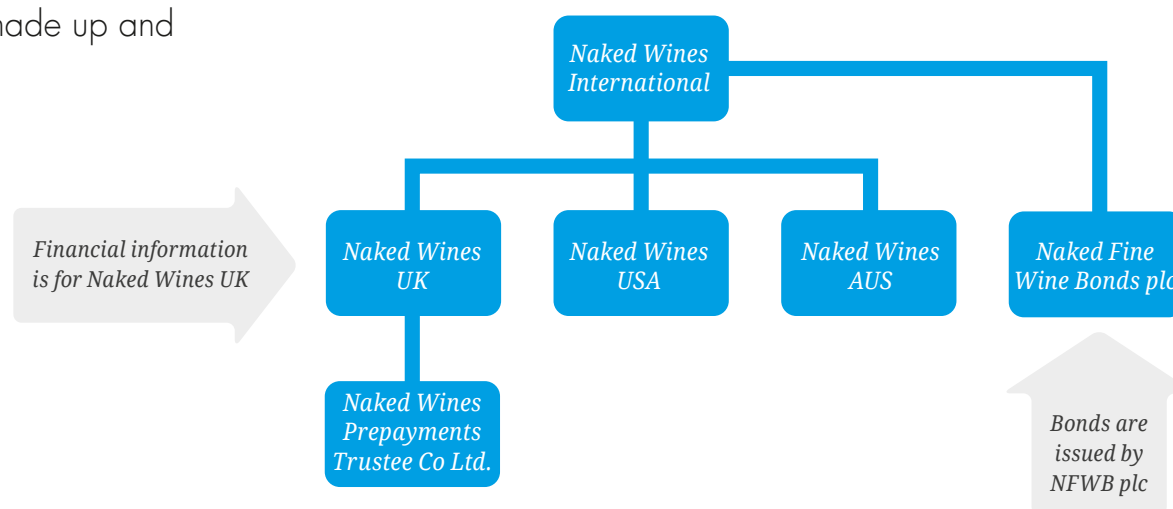 made up and
Naked Wines
International
Financial information
is for Naked Wines UK
Naked Wines
UK
Naked Wines
USA
Naked Wines
AUS
Naked Fine
Wine Bonds plc
Naked Wines
Prepayments
Trustee Co Ltd.
Bonds are
issued by
NFWB plc